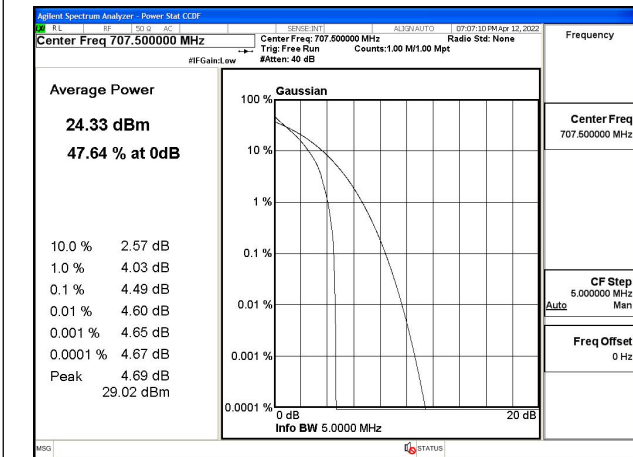 Agilent Spectrum Analyzer - Power Stat CCDF
RL RF 50 Ω AC SENSE:INT ALIGN AUTO 07:07:10 PM Apr 12, 2022
Center Freq 707.500000 MHz
Center Freq: 707.500000 MHz Radio Std: None
Trig: Free Run Counts:1.00 M/1.00 Mpt
#IFGain:Low #Atten: 40 dB
Frequency
Average Power
24.33 dBm
47.64 % at 0dB
10.0 % 2.57 dB
1.0 % 4.03 dB
0.1 % 4.49 dB
0.01 % 4.60 dB
0.001 % 4.65 dB
0.0001 % 4.67 dB
Peak 4.69 dB
29.02 dBm
Gaussian
100 %
10 %
1 %
0.1 %
0.01 %
0.001 %
0.0001 %
0 dB 20 dB
Info BW 5.0000 MHz
Center Freq
707.500000 MHz
CF Step
5.000000 MHz
Auto Man
Freq Offset
0 Hz
MSG STATUS